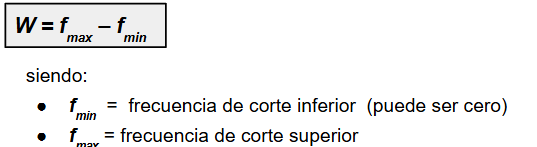 W = fmax – fmin
siendo:
● fmin = frecuencia de corte inferior (puede ser cero)
● fmax = frecuencia de corte superior